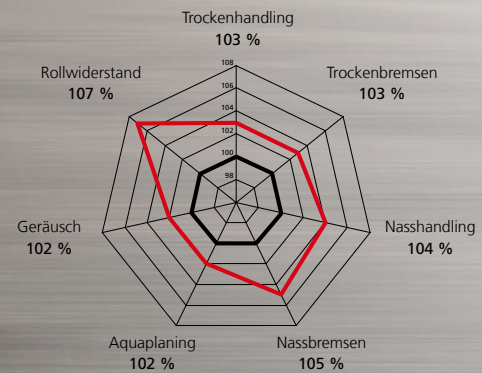 Trockenhandling
103 %
Trockenbremsen
103 %
Nasshandling
104 %
Nassbremsen
105 %
Aquaplaning
102 %
Geräusch
102 %
Rollwiderstand
107 %
108
106
104
102
100
98